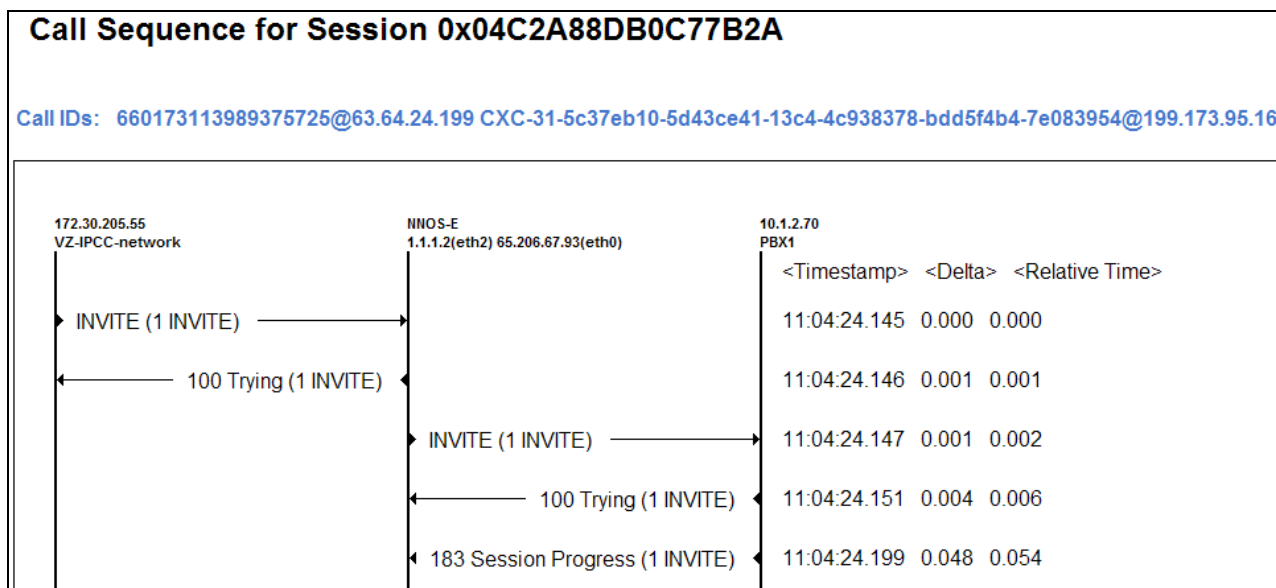 Call Sequence for Session 0x04C2A88DB0C77B2A
Call IDs: 660173113989375725@63.64.24.199 CXC-31-5c37eb10-5d43ce41-13c4-4c938378-bdd5f4b4-7e083954@199.173.95.16
172.30.205.55 NNOS-E 10.1.2.70
VZ-IPCC-network 1.1.1.2(eth2) 65.206.67.93(eth0) PBX1
<Timestamp> <Delta> <Relative Time>
INVITE (1 INVITE) 11:04:24.145 0.000 0.000
100 Trying (1 INVITE) 11:04:24.146 0.001 0.001
INVITE (1 INVITE) 11:04:24.147 0.001 0.002
100 Trying (1 INVITE) 11:04:24.151 0.004 0.006
183 Session Progress (1 INVITE) 11:04:24.199 0.048 0.054